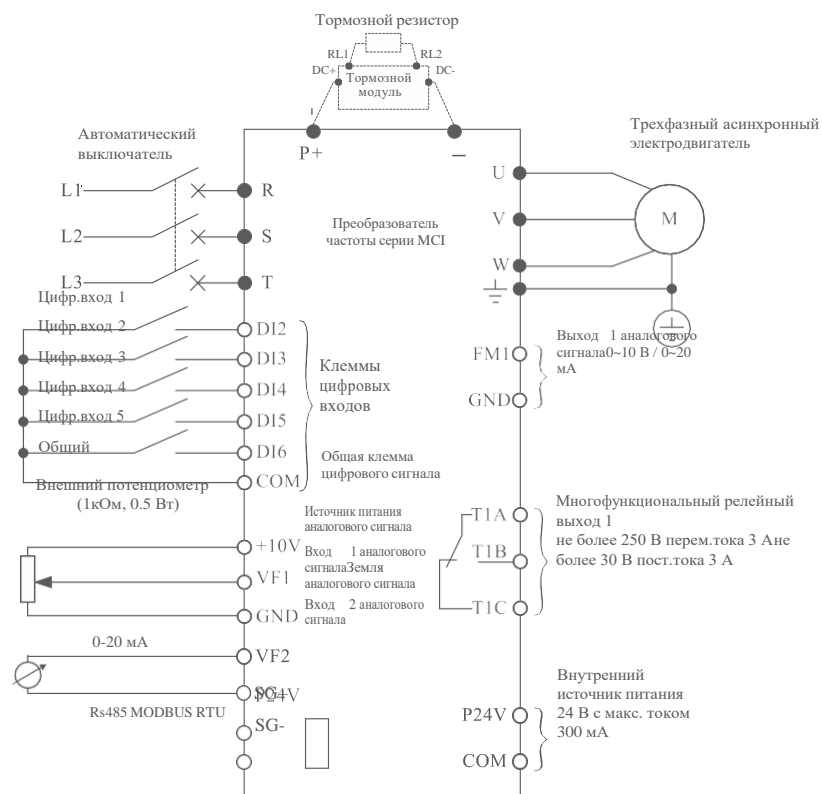 Тормозной резистор
RL1
RL2
DC+
DC-
Тормозной
модуль
Автоматический
выключатель
P+
–
Трехфазный асинхронный
электродвигатель
L1
R
U
M
L2
S
V
Преобразователь
частоты серии MCI
L3
T
W
Цифр.вход 1
Цифр.вход 2
DI2
Цифр.вход 3
DI3
Цифр.вход 4
DI4
Цифр.вход 5
DI5
Общий
DI6
COM
Клеммы
цифровых
входов
Общая клемма
цифрового сигнала
FM1
GND
Выход 1 аналогового
сигнала0~10 В / 0~20
мА
Внешний потенциометр
(1кОм, 0.5 Вт)
Источник питания
аналогового сигнала
+10V
Вход 1 аналогового
сигналаЗемля
аналогового сигнала
VF1
GND
Вход 2 аналогового
сигнала
T1A
T1B
T1C
Многофункциональный релейный
выход 1
не более 250 В перем.тока 3 Ане
более 30 В пост.тока 3 А
0-20 мА
VF2
P24V
Rs485 MODBUS RTU
SG-
P24V
COM
Внутренний
источник питания
24 В с макс. током
300 мА